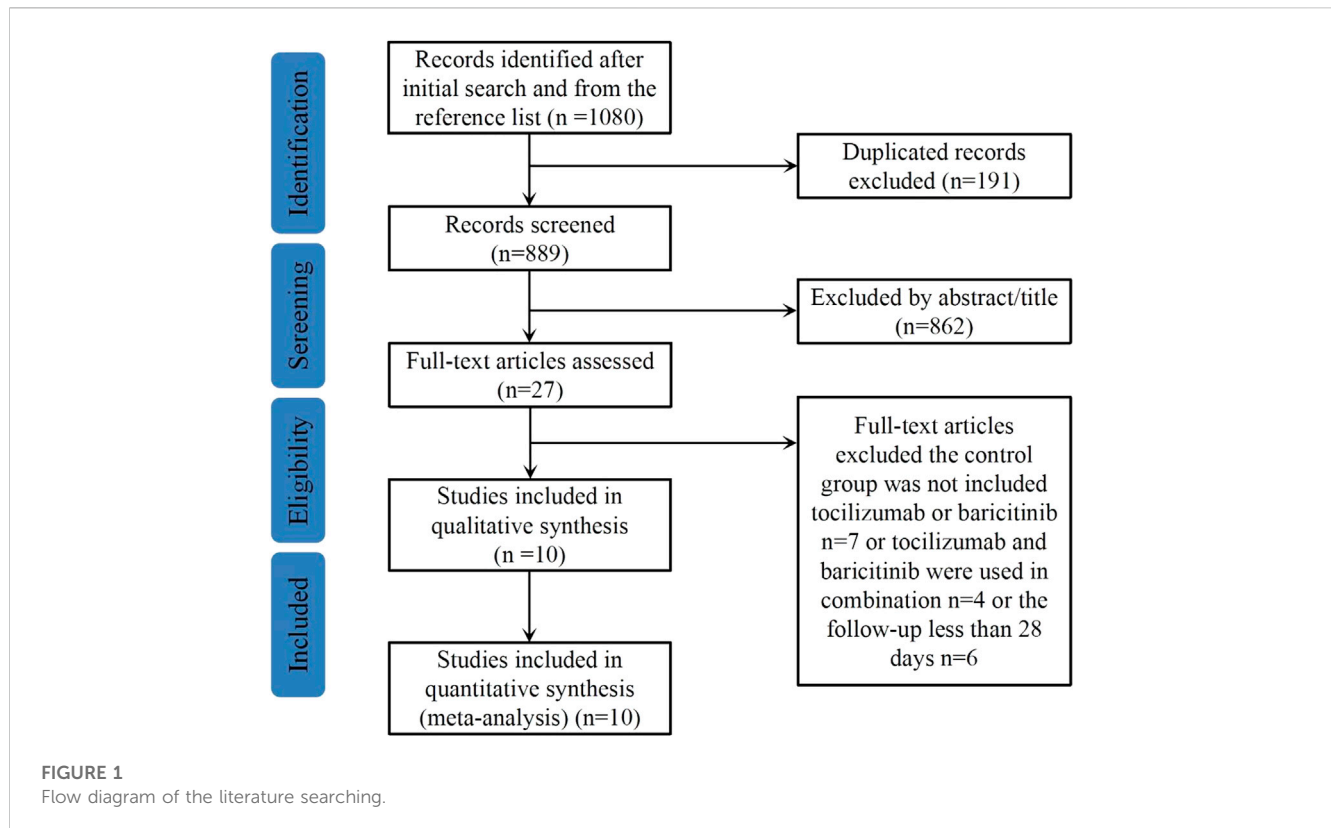 Identification
Records identified after
initial search and from the
reference list (n =1080)
Duplicated records
excluded (n=191)
Records screened
(n=889)
Sereening
Excluded by abstract/title
(n=862)
Full-text articles assessed
(n=27)
Eligibility
Full-text articles
excluded the control
group was not included
tocilizumab or baricitinib
n=7 or tocilizumab and
baricitinib were used in
combination n=4 or the
follow-up less than 28
days n=6
Studies included in
qualitative synthesis
(n =10)
Included
Studies included in
quantitative synthesis
(meta-analysis) (n=10)
FIGURE 1
Flow diagram of the literature searching.